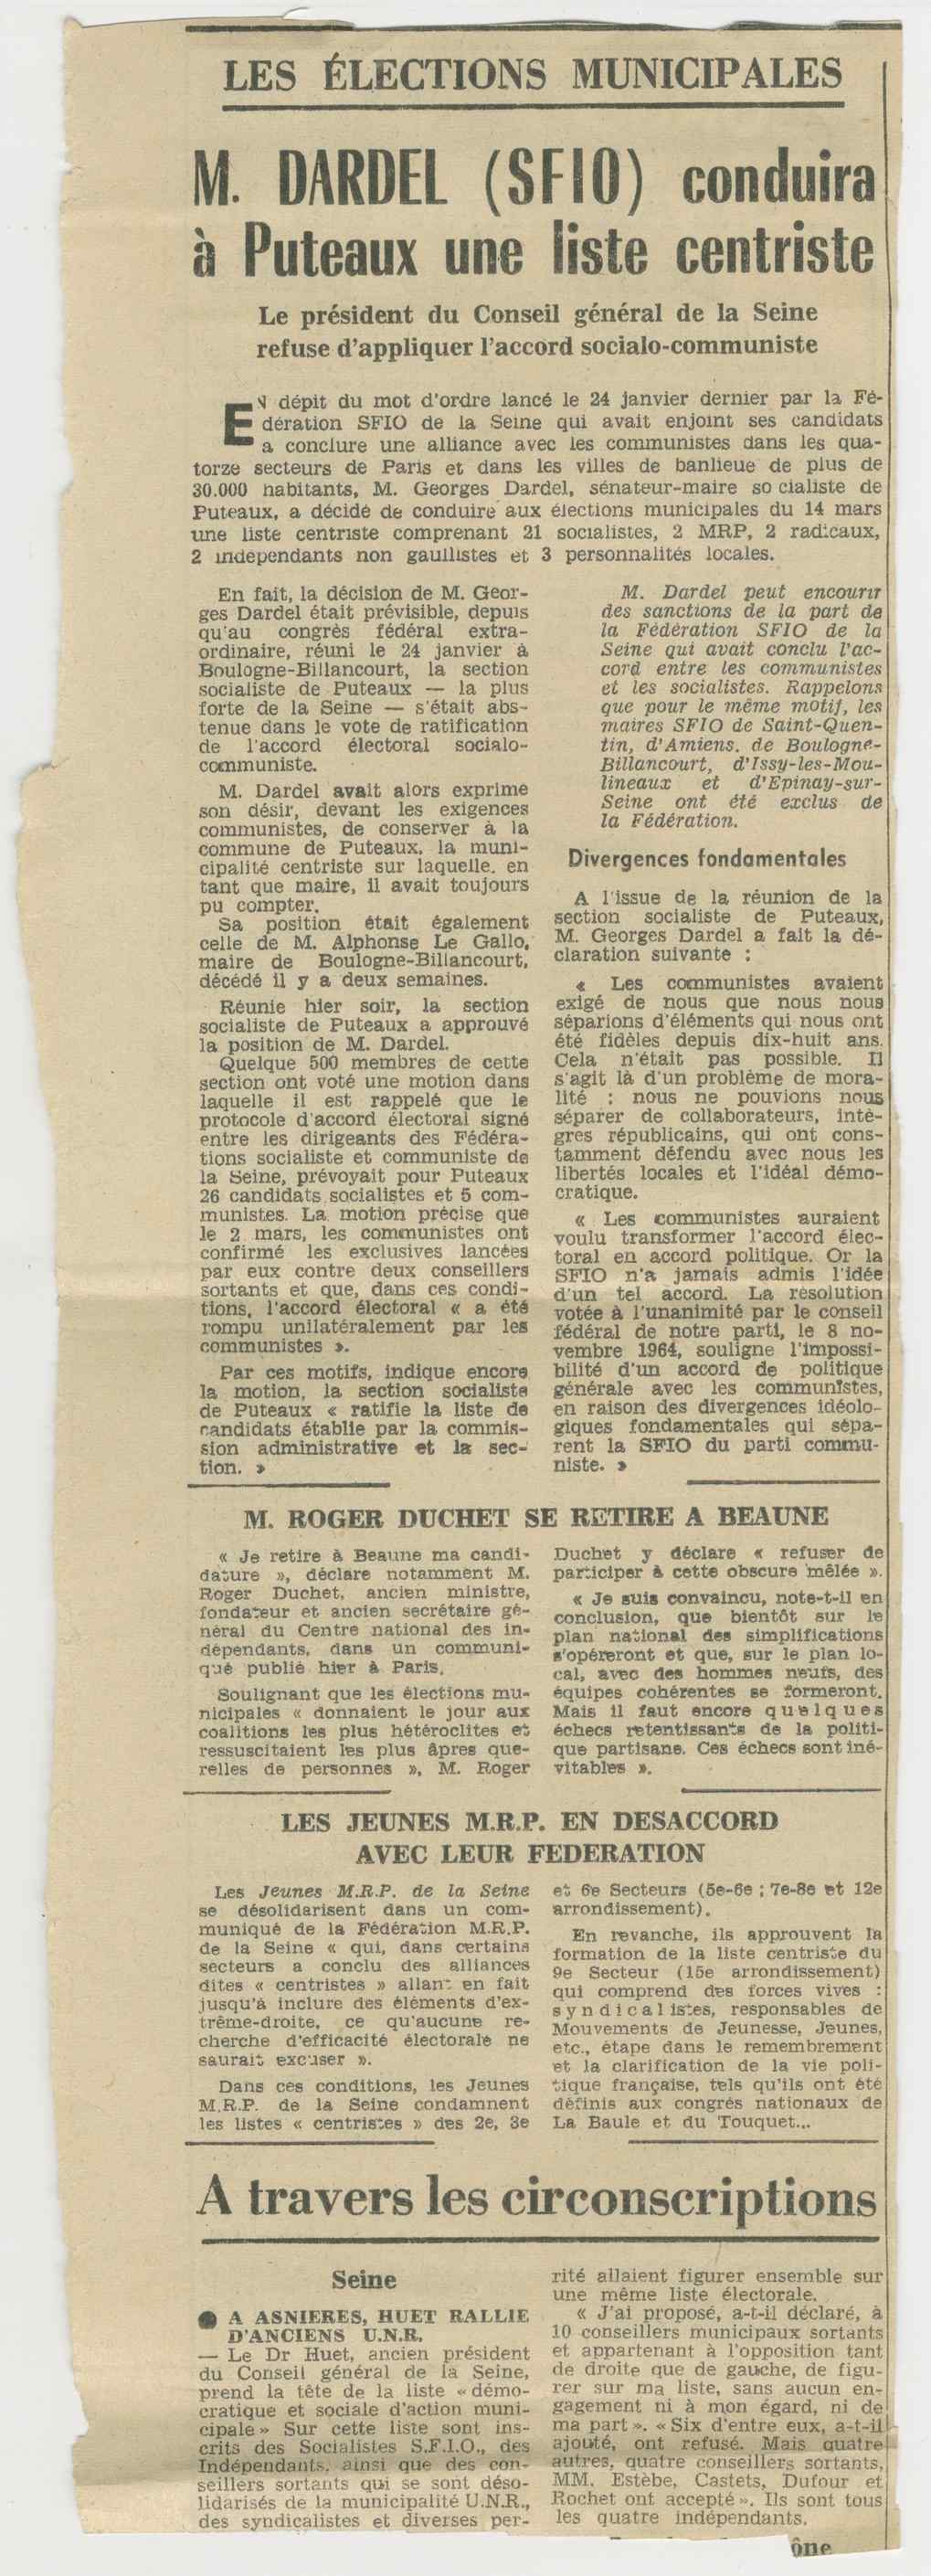 LES ÉLECTIONS MUNICIPALES
M. DARDEL (SFIO) conduira
à Puteaux une liste centriste
Le président du Conseil général de la Seine
refuse d'appliquer l'accord socialo-communiste
EN dépit du mot d'ordre lancé le 24 janvier dernier par la Fé-
dération SFIO de la Seine qui avait enjoint ses candidats
a conclure une alliance avec les communistes dans les qua-
torze secteurs de Paris et dans les villes de banlieue de plus de
30.000 habitants, M. Georges Dardel, sénateur-maire so cialiste de
Puteaux, a décidé de conduire aux élections municipales du 14 mars
une liste centriste comprenant 21 socialistes, 2 MRP, 2 radicaux,
2 indépendants non gaullistes et 3 personnalités locales.
En fait, la décision de M. Geor-
ges Dardel était prévisible, depuis
qu'au congrès fédéral extra-
ordinaire, réuni le 24 janvier à
Boulogne-Billancourt, la section
socialiste de Puteaux — la plus
forte de la Seine — s'était abs-
tenue dans le vote de ratification
de l'accord électoral socialo-
communiste.
M. Dardel avait alors exprime
son désir, devant les exigences
communistes, de conserver à la
commune de Puteaux, la muni-
cipalité centriste sur laquelle, en
tant que maire, il avait toujours
pu compter.
Sa position était également
celle de M. Alphonse Le Gallo,
maire de Boulogne-Billancourt,
décédé il y a deux semaines.
Réunie hier soir, la section
socialiste de Puteaux a approuvé
la position de M. Dardel.
Quelque 500 membres de cette
section ont voté une motion dans
laquelle il est rappelé que le
protocole d'accord électoral signé
entre les dirigeants des Fédéra-
tions socialiste et communiste de
la Seine, prévoyait pour Puteaux
26 candidats socialistes et 5 com-
munistes. La motion précise que
le 2 mars, les communistes ont
confirmé les exclusives lancées
par eux contre deux conseillers
sortants et que, dans ces condi-
tions, l'accord électoral « a été
rompu unilatéralement par les
communistes ».
Par ces motifs, indique encore
la motion, la section socialiste
de Puteaux « ratifie la liste de
candidats établie par la commis-
sion administrative et la sec-
tion. »
M. Dardel peut encourir
des sanctions de la part de
la Fédération SFIO de la
Seine qui avait conclu l'ac-
cord entre les communistes
et les socialistes. Rappelons
que pour le même motif, les
maires SFIO de Saint-Quen-
tin, d'Amiens, de Boulogne-
Billancourt, d'Issy-les-Mou-
lineaux et d'Epinay-sur-
Seine ont été exclus de
la Fédération.
Divergences fondamentales
A l'issue de la réunion de la
section socialiste de Puteaux,
M. Georges Dardel a fait la dé-
claration suivante :
« Les communistes avaient
exigé de nous que nous nous
séparions d'éléments qui nous ont
été fidèles depuis dix-huit ans.
Cela n'était pas possible. Il
s'agit là d'un problème de mora-
lité : nous ne pouvions nous
séparer de collaborateurs, intè-
gres républicains, qui ont cons-
tamment défendu avec nous les
libertés locales et l'idéal démo-
cratique.
« Les communistes auraient
voulu transformer l'accord élec-
toral en accord politique. Or la
SFIO n'a jamais admis l'idée
d'un tel accord. La résolution
votée à l'unanimité par le conseil
fédéral de notre parti, le 8 no-
vembre 1964, souligne l'impossi-
bilité d'un accord de politique
générale avec les communistes,
en raison des divergences idéolo-
giques fondamentales qui sépa-
rent la SFIO du parti commu-
niste. »
M. ROGER DUCHET SE RETIRE A BEAUNE
« Je retire à Beaune ma candi-
dature », déclare notamment M.
Roger Duchet, ancien ministre,
fondateur et ancien secrétaire gé-
néral du Centre national des in-
dépendants, dans un communi-
qué publié hier à Paris.
Soulignant que les élections mu-
nicipales « donnaient le jour aux
coalitions les plus hétéroclites et
ressuscitaient les plus âpres que-
relles de personnes », M. Roger
Duchet y déclare « refuser de
participer à cette obscure mêlée ».
« Je suis convaincu, note-t-il en
conclusion, que bientôt sur le
plan national des simplifications
s'opéreront et que, sur le plan lo-
cal, avec des hommes neufs, des
équipes cohérentes se formeront.
Mais il faut encore quelques
échecs retentissants de la politi-
que partisane. Ces échecs sont iné-
vitables ».
LES JEUNES M.R.P. EN DESACCORD
AVEC LEUR FEDERATION
Les Jeunes M.R.P. de la Seine
se désolidarisent dans un com-
muniqué de la Fédération M.R.P.
de la Seine « qui, dans certains
secteurs a conclu des alliances
dites « centristes » allant en fait
jusqu'à inclure des éléments d'ex-
trême-droite, ce qu'aucune re-
cherche d'efficacité électorale ne
saurait excuser ».
Dans ces conditions, les Jeunes
M.R.P. de la Seine condamnent
les listes « centristes » des 2e, 3e
et 6e Secteurs (5e-6e ; 7e-8e et 12e
arrondissement).
En revanche, ils approuvent la
formation de la liste centriste du
9e Secteur (15e arrondissement)
qui comprend des forces vives :
syndicalistes, responsables de
Mouvements de Jeunesse, Jeunes,
etc., étape dans le remembrement
et la clarification de la vie poli-
tique française, tels qu'ils ont été
définis aux congrés nationaux de
La Baule et du Touquet...
A travers les circonscriptions
Seine
● A ASNIERES, HUET RALLIE
D'ANCIENS U.N.R.
— Le Dr Huet, ancien président
du Conseil général de la Seine,
prend la tête de la liste « démo-
cratique et sociale d'action muni-
cipale » Sur cette liste sont ins-
crits des Socialistes S.F.I.O., des
Indépendants, ainsi que des con-
seillers sortants qui se sont déso-
lidarisés de la municipalité U.N.R.,
des syndicalistes et diverses per-
rité allaient figurer ensemble sur
une même liste électorale.
« J'ai proposé, a-t-il déclaré, à
10 conseillers municipaux sortants
et appartenant à l'opposition tant
de droite que de gauche, de figu-
rer sur ma liste, sans aucun en-
gagement ni à mon égard, ni de
ma part ». « Six d'entre eux, a-t-il
ajouté, ont refusé. Mais quatre
autres, quatre conseillers sortants,
MM. Estèbe, Castets, Dufour et
Rochet ont accepté ». Ils sont tous
les quatre indépendants.